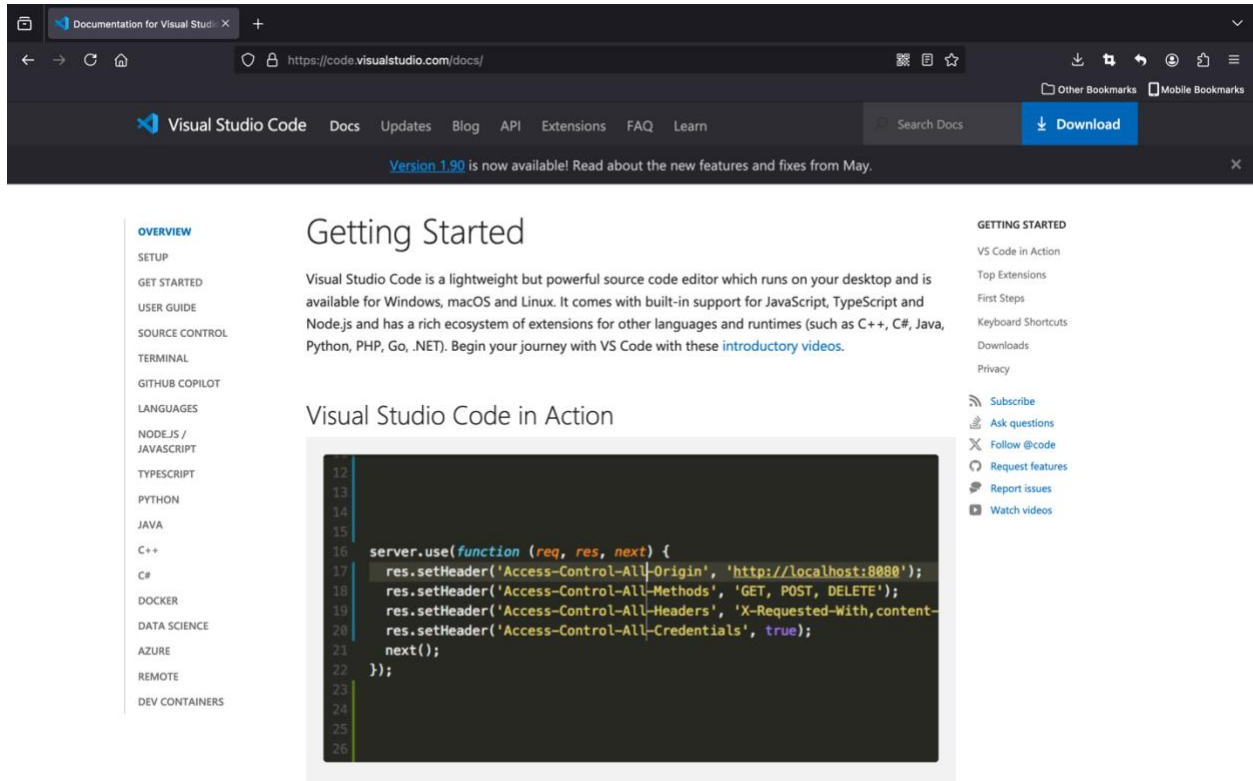 Documentation for Visual Studio
https://code.visualstudio.com/docs/
Other Bookmarks
Mobile Bookmarks
Visual Studio Code
Docs
Updates
Blog
API
Extensions
FAQ
Learn
Search Docs
Download
Version 1.90 is now available! Read about the new features and fixes from May.
OVERVIEW
SETUP
GET STARTED
USER GUIDE
SOURCE CONTROL
TERMINAL
GITHUB COPILOT
LANGUAGES
NODE.JS /
JAVASCRIPT
TYPESCRIPT
PYTHON
JAVA
C++
C#
DOCKER
DATA SCIENCE
AZURE
REMOTE
DEV CONTAINERS
Getting Started
Visual Studio Code is a lightweight but powerful source code editor which runs on your desktop and is
available for Windows, macOS and Linux. It comes with built-in support for JavaScript, TypeScript and
Node.js and has a rich ecosystem of extensions for other languages and runtimes (such as C++, C#, Java,
Python, PHP, Go, .NET). Begin your journey with VS Code with these introductory videos.
Visual Studio Code in Action
12
13
14
15
16 server.use(function (req, res, next) {
17 res.setHeader('Access-Control-All-Origin', 'http://localhost:8080');
18 res.setHeader('Access-Control-All-Methods', 'GET, POST, DELETE');
19 res.setHeader('Access-Control-All-Headers', 'X-Requested-With,content-
20 res.setHeader('Access-Control-All-Credentials', true);
21 next();
22 });
23
24
25
26
GETTING STARTED
VS Code in Action
Top Extensions
First Steps
Keyboard Shortcuts
Downloads
Privacy
Subscribe
Ask questions
Follow @code
Request features
Report issues
Watch videos